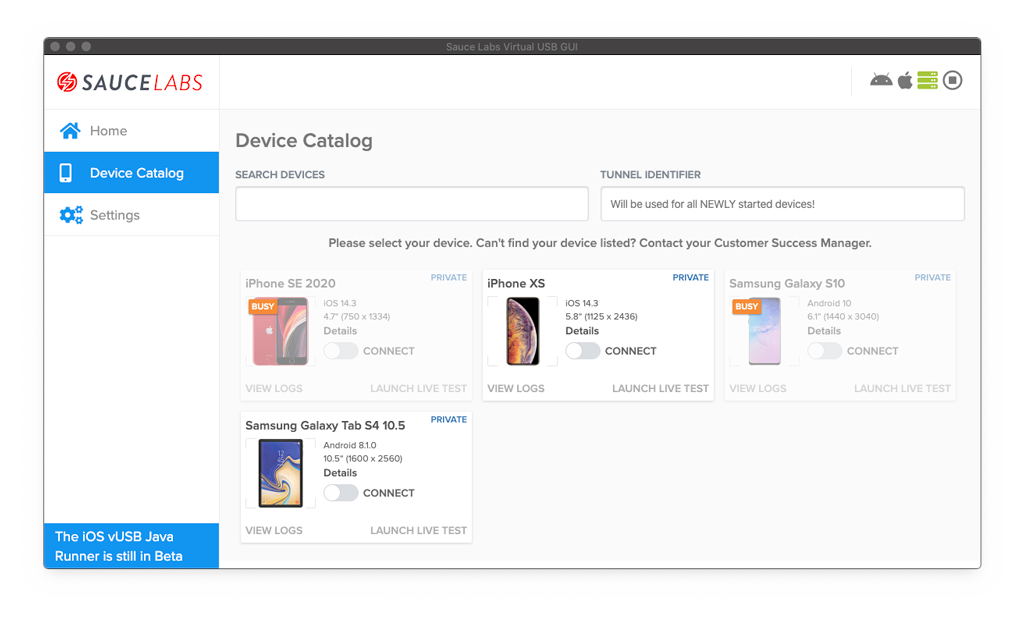 Sauce Labs Virtual USB GUI
SAUCELABS
Home
Device Catalog
Settings
The iOS vUSB Java
Runner is still in Beta
Device Catalog
SEARCH DEVICES
TUNNEL IDENTIFIER
Will be used for all NEWLY started devices!
Please select your device. Can't find your device listed? Contact your Customer Success Manager.
PRIVATE
iPhone SE 2020
BUSY
iOS 14.3
4.7" (750 x 1334)
Details
CONNECT
VIEW LOGS LAUNCH LIVE TEST
PRIVATE
iPhone XS
iOS 14.3
5.8" (1125 x 2436)
Details
CONNECT
VIEW LOGS LAUNCH LIVE TEST
PRIVATE
Samsung Galaxy S10
BUSY
Android 10
6.1" (1440 x 3040)
Details
CONNECT
VIEW LOGS LAUNCH LIVE TEST
PRIVATE
Samsung Galaxy Tab S4 10.5
Android 8.1.0
10.5" (1600 x 2560)
Details
CONNECT
VIEW LOGS LAUNCH LIVE TEST